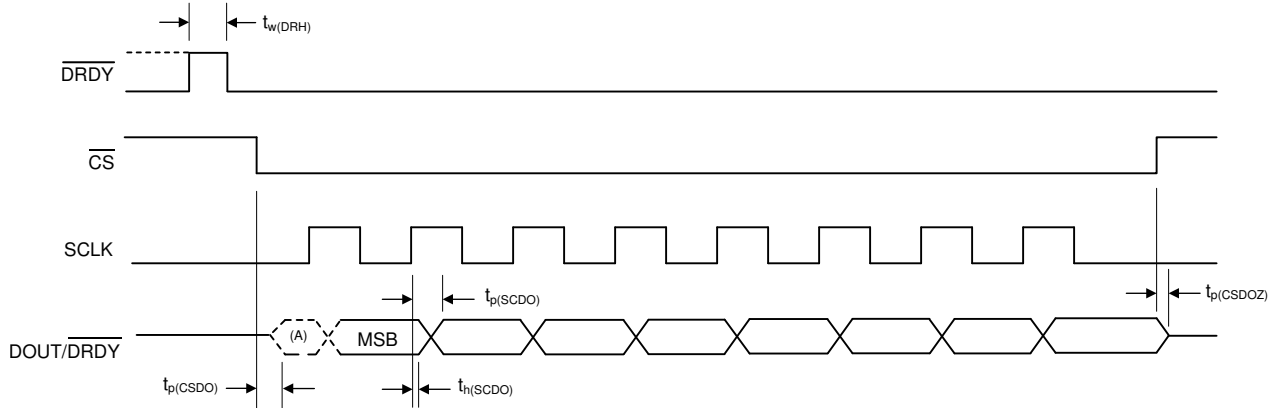 tw(DRH)
DRDY
CS
SCLK
tp(SCDO)
tp(CSDOZ)
DOUT/DRDY
(A)
MSB
tp(CSDO)
th(SCDO)